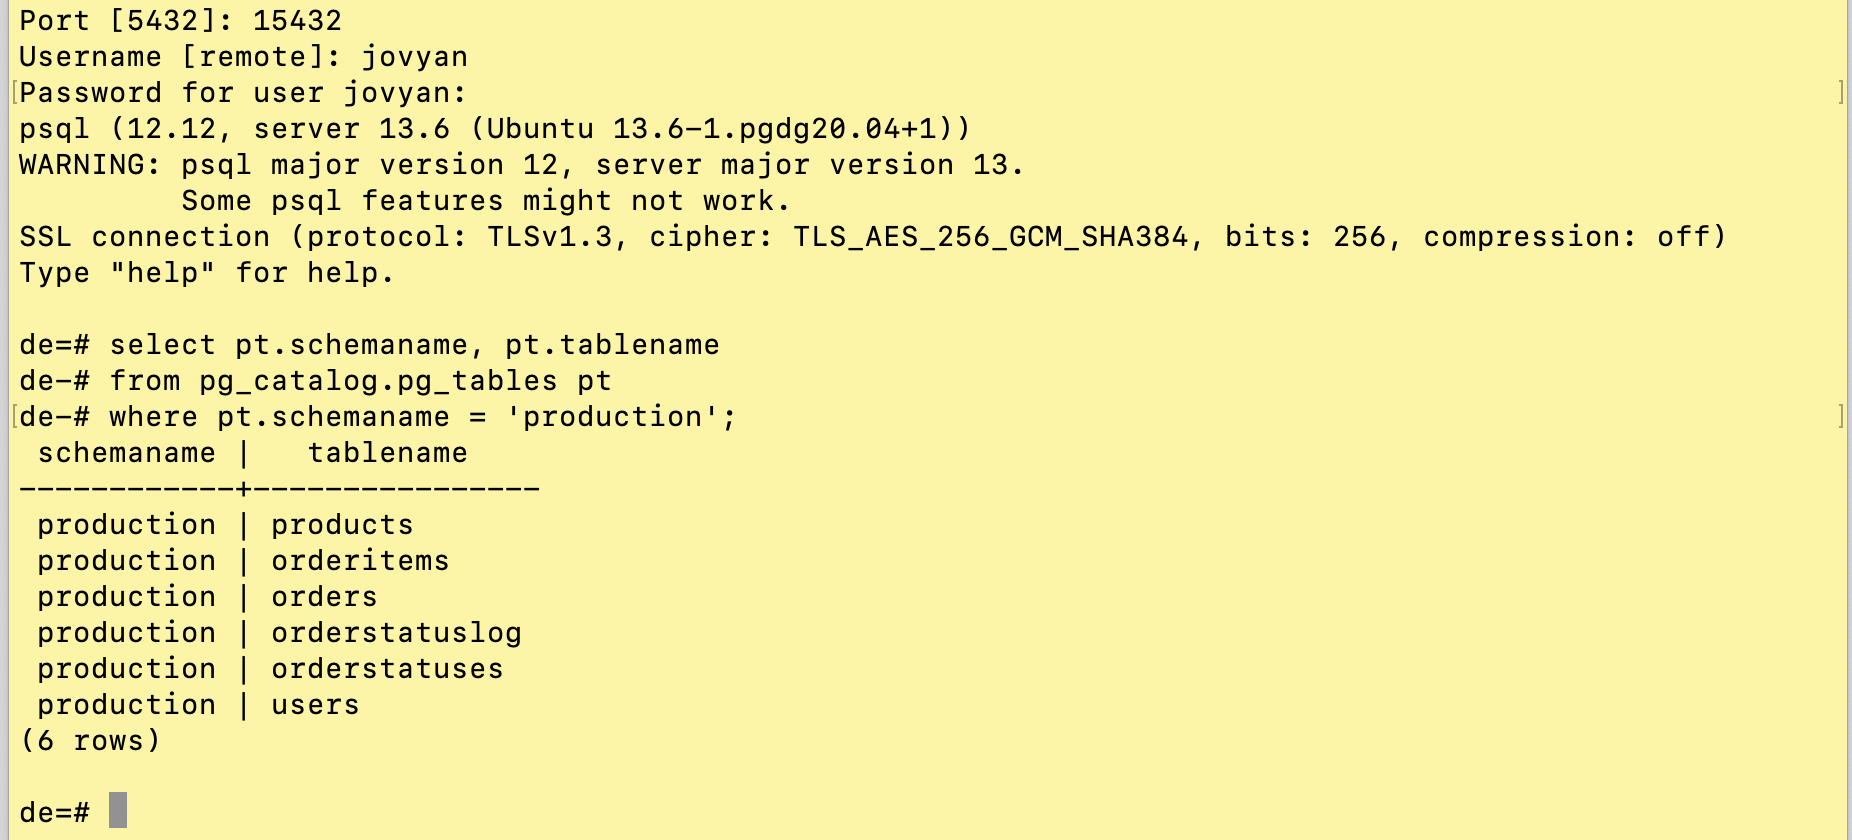 Port [5432]: 15432
Username [remote]: jovyan
[Password for user jovyan: ]
psql (12.12, server 13.6 (Ubuntu 13.6-1.pgdg20.04+1))
WARNING: psql major version 12, server major version 13.
         Some psql features might not work.
SSL connection (protocol: TLSv1.3, cipher: TLS_AES_256_GCM_SHA384, bits: 256, compression: off)
Type "help" for help.

de=# select pt.schemaname, pt.tablename
de-# from pg_catalog.pg_tables pt
[de-# where pt.schemaname = 'production'; ]
 schemaname |   tablename
------------+----------------
 production | products
 production | orderitems
 production | orders
 production | orderstatuslog
 production | orderstatuses
 production | users
(6 rows)

de=#